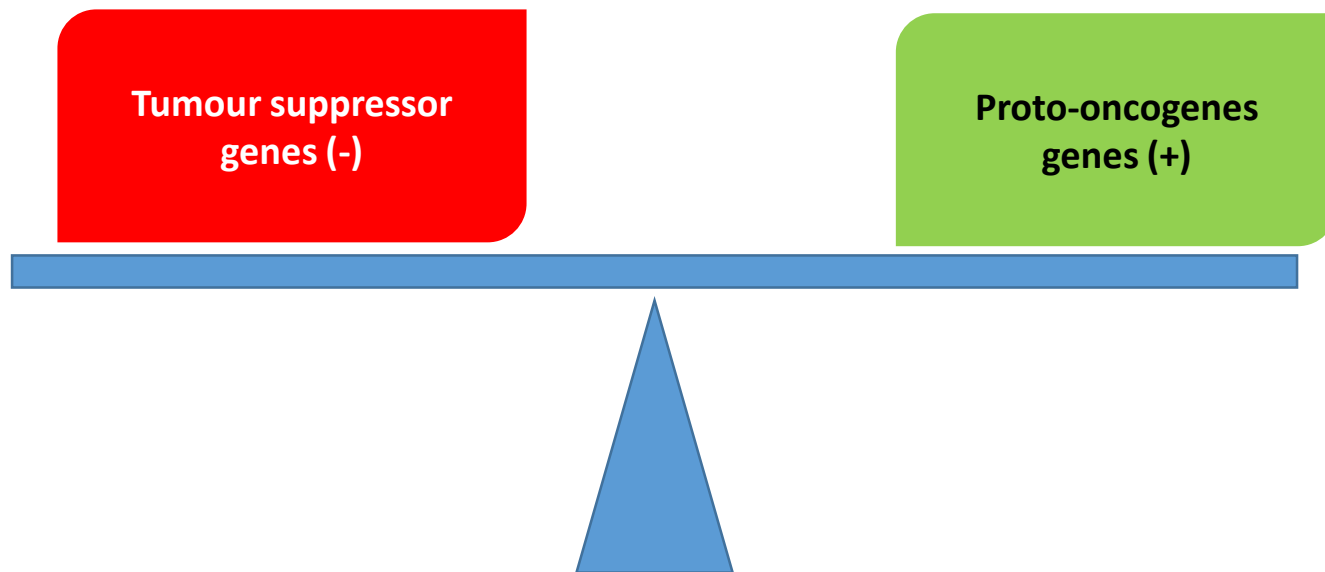 Tumour suppressor
genes (-)
Proto-oncogenes
genes (+)